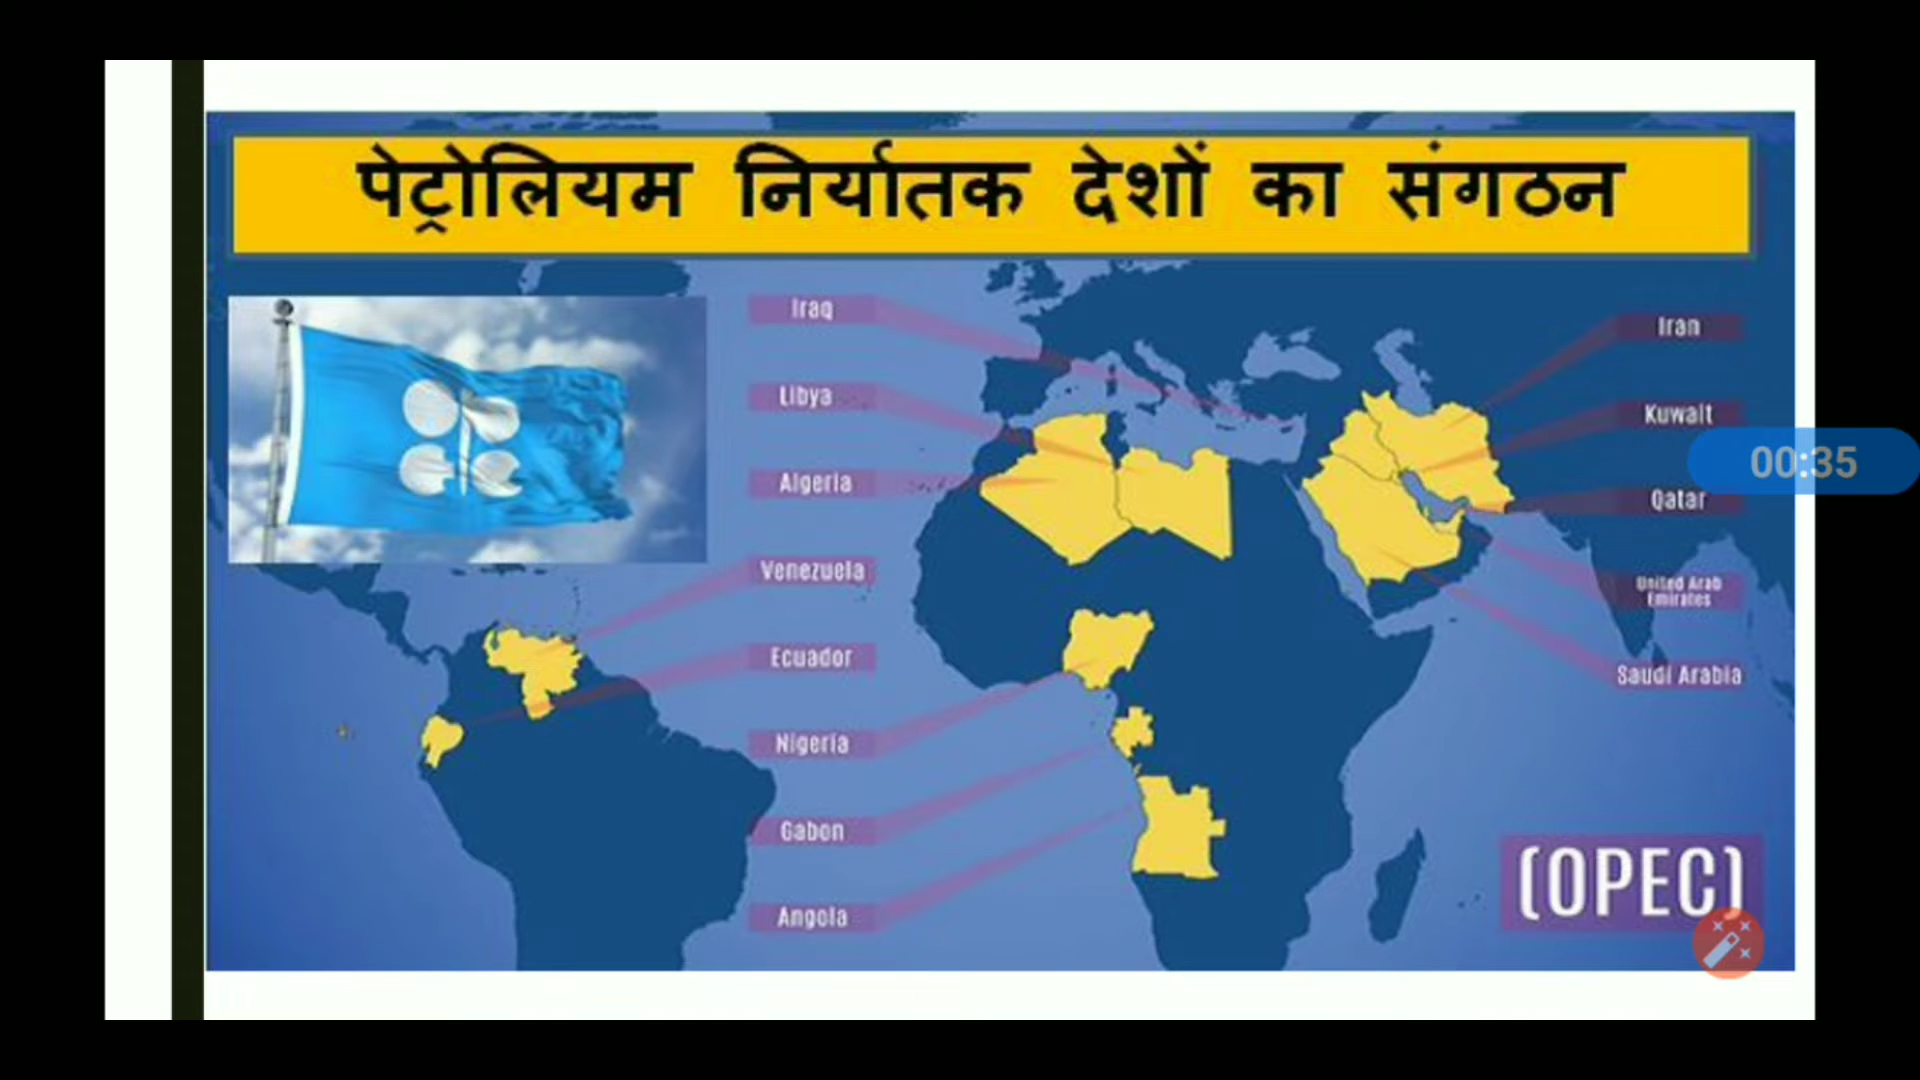 पेट्रोलियम निर्यातक देशों का संगठन
Iraq
Libya
Algeria
Venezuela
Ecuador
Nigeria
Gabon
Angola
Iran
Kuwait
00:35
Qatar
United Arab
Emirates
Saudi Arabia
(OPEC)